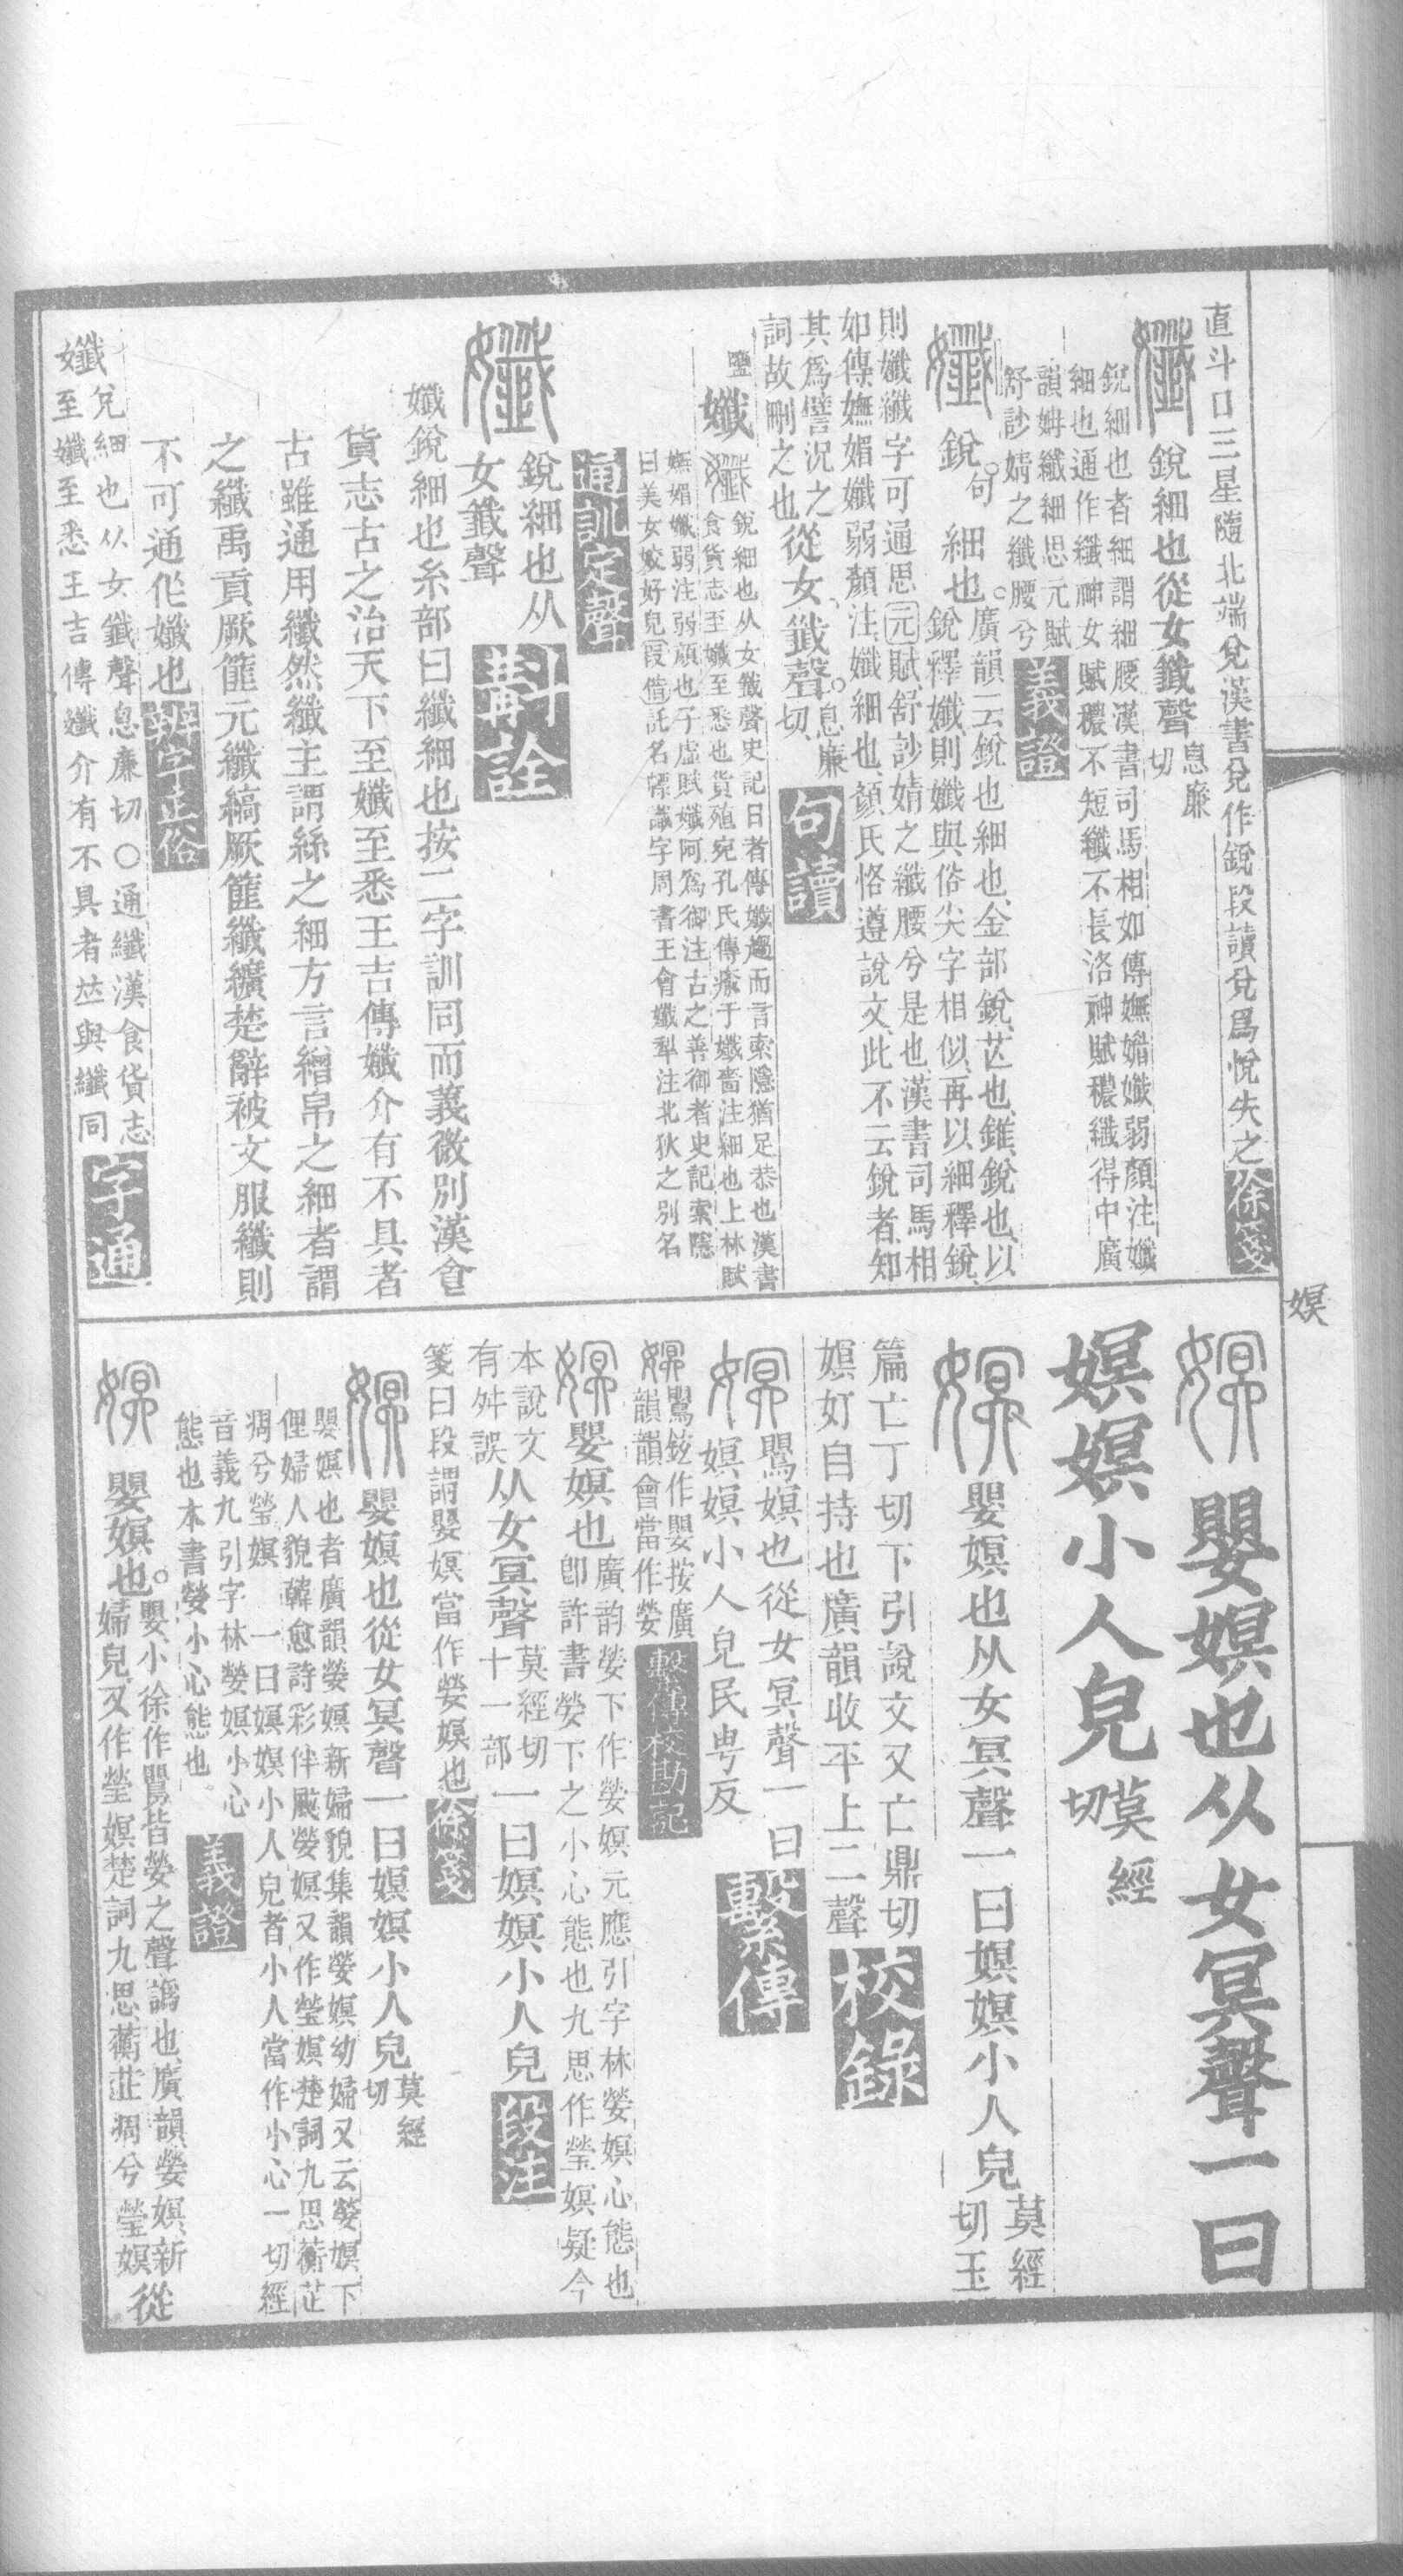 直斗口三星隨北端兌漢書兌作銳段讀兌爲悅失之徐箋
銳細也從女韱聲息廉切
銳細也者細謂細腰漢書司馬相如傳嫵媚孅弱顏注孅
細也通作纖神女賦穠不短纖不長洛神賦穠纖得中廣
韻姌纖細思元賦
舒訬婧之纖腰兮義證
銳句細也廣韻云銳也細也金部銳芒也錐銳也以
銳釋孅則孅與俗尖字相似再以細釋銳
則孅纖字可通思元賦舒訬婧之纖腰兮是也漢書司馬相
如傳嫵媚孅弱顏注孅細也顏氏恪遵說文此不云銳者知
其爲譬況之
詞故刪之也從女韱聲息廉切句讀
鹽孅
銳細也从女韱聲史記日者傳孅趨而言索隱猶足恭也漢書
食貨志至孅至悉也貨殖宛孔氏傳瘉于孅嗇注細也上林賦
嫵媚孅弱注弱頎也子虛賦孅阿爲御注古之善御者史記索隱
曰美女姣好皃叚借託名幖識字周書王會孅犁注北狄之別名
通訓定聲
銳細也从
女韱聲
斠詮
孅銳細也糸部曰纖細也按二字訓同而義微別漢食
貨志古之治天下至孅至悉王吉傳孅介有不具者
古雖通用纖然纖主謂絲之細方言繒帛之細者謂
之纖禹貢厥篚元纖縞厥篚纖纊楚辭被文服纖則
不可通作孅也辨字正俗
兌細也从女韱聲息廉切〇通纖漢食貨志
孅至孅至悉王吉傳孅介有不具者竝與纖同字通
嫇
嬰嫇也从女冥聲一曰
嫇嫇小人皃莫經切
嬰嫇也从女冥聲一曰嫇嫇小人皃莫經切玉
篇亡丁切下引說文又亡鼎切
嫇奵自持也廣韻收平上二聲校錄
鷪嫇也從女冥聲一曰
嫇嫇小人皃民㽕反繫傳
鷪鉉作嬰按廣
韻韻會當作嫈繫傳校勘記
嬰嫇也廣韵嫈下作嫈嫇元應引字林嫈嫇心態也
卽許書嫈下之小心態也九思作瑩嫇疑今
本說文
有舛誤从女冥聲莫經切十一部一曰嫇嫇小人皃段注
箋曰段謂嬰嫇當作嫈嫇也徐箋
嬰嫇也從女冥聲一曰嫇嫇小人皃莫經切
嬰嫇也者廣韻嫈嫇新婦貌集韻嫈嫇幼婦又云嫈嫇下
俚婦人貌韓愈詩彩伴颭嫈嫇又作瑩嫇楚詞九思蘅芷
凋兮瑩嫇 一曰嫇嫇小人皃者小人當作小心一切經
音義九引字林嫈嫇小心
態也本書嫈小心態也 義證
嬰嫇也嬰小徐作鷪皆嫈之聲譌也廣韻嫈嫇新
婦皃又作瑩嫇楚詞九思蘅芷凋兮瑩嫇從